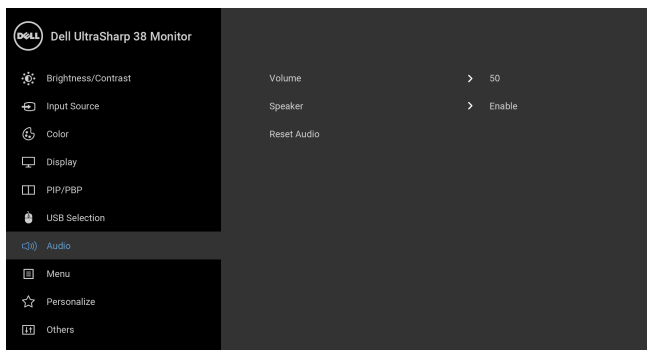 DELL Dell UltraSharp 38 Monitor
Brightness/Contrast
Input Source
Color
Display
PIP/PBP
USB Selection
Audio
Menu
Personalize
Others
Volume > 50
Speaker > Enable
Reset Audio